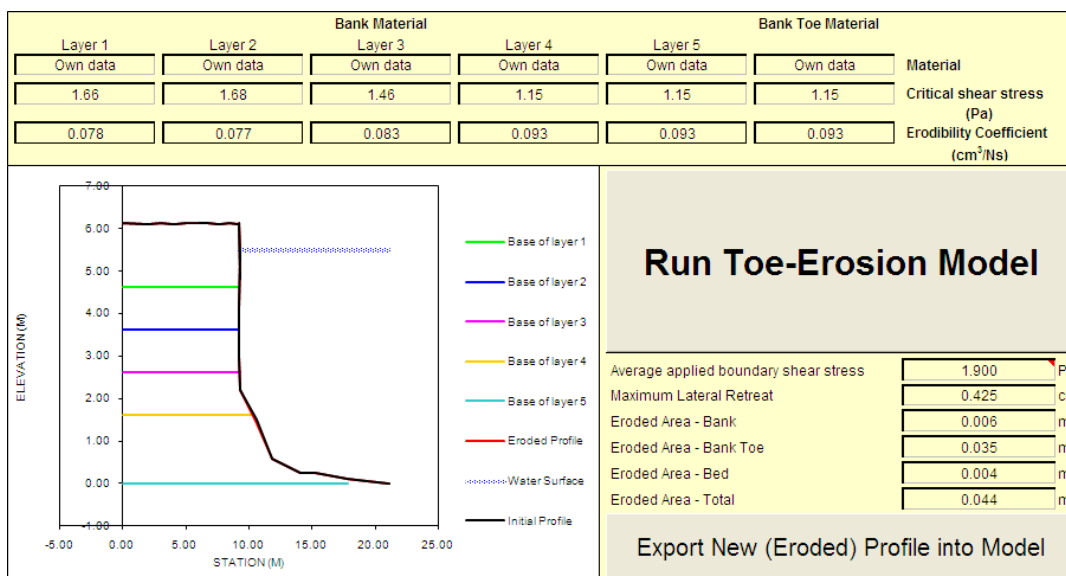 Bank Material Bank Toe Material
Layer 1 Layer 2 Layer 3 Layer 4 Layer 5
Own data Own data Own data Own data Own data Own data Material
1.66 1.68 1.46 1.15 1.15 1.15 Critical shear stress
(Pa)
0.078 0.077 0.083 0.093 0.093 0.093 Erodibility Coefficient
(cm³/Ns)
7.00
6.00
5.00
4.00
3.00
2.00
1.00
0.00
-1.00
ELEVATION (M)
-5.00 0.00 5.00 10.00 15.00 20.00 25.00
STATION (M)
Base of layer 1
Base of layer 2
Base of layer 3
Base of layer 4
Base of layer 5
Eroded Profile
Water Surface
Initial Profile
Run Toe-Erosion Model
Average applied boundary shear stress 1.900 P
Maximum Lateral Retreat 0.425 c
Eroded Area - Bank 0.006 m
Eroded Area - Bank Toe 0.035 m
Eroded Area - Bed 0.004 m
Eroded Area - Total 0.044 m
Export New (Eroded) Profile into Model